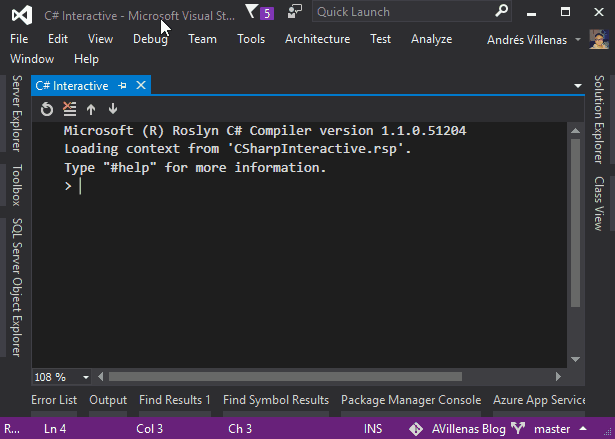 C# Interactive - Microsoft Visual St...
5
Quick Launch
File Edit View Debug Team Tools Architecture Test Analyze Andrés Villenas
Window Help
Server Explorer
Toolbox
SQL Server Object Explorer
C# Interactive
Microsoft (R) Roslyn C# Compiler version 1.1.0.51204
Loading context from 'CSharpInteractive.rsp'.
Type "#help" for more information.
>
Solution Explorer
Class View
108 %
Error List Output Find Results 1 Find Symbol Results Package Manager Console Azure App Service
R... Ln 4 Col 3 Ch 3 INS AVillenas Blog master